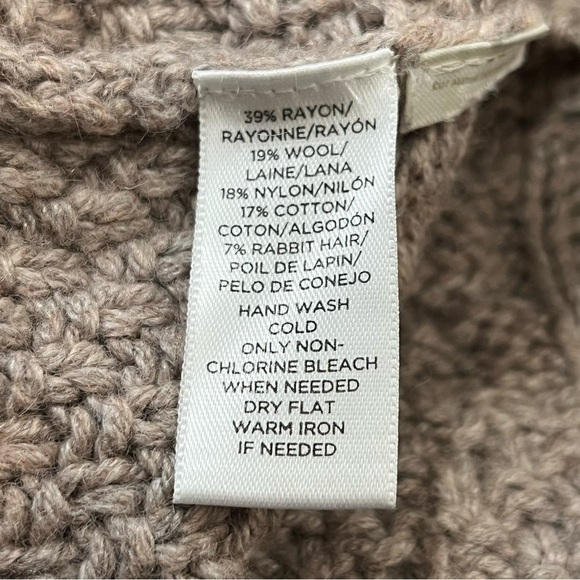 39% RAYON/
RAYONNE/RAYÓN
19% WOOL/
LAINE/LANA
18% NYLON/NILÓN
17% COTTON/
COTON/ALGODÓN
7% RABBIT HAIR/
POIL DE LAPIN/
PELO DE CONEJO
HAND WASH
COLD
ONLY NON-
CHLORINE BLEACH
WHEN NEEDED
DRY FLAT
WARM IRON
IF NEEDED